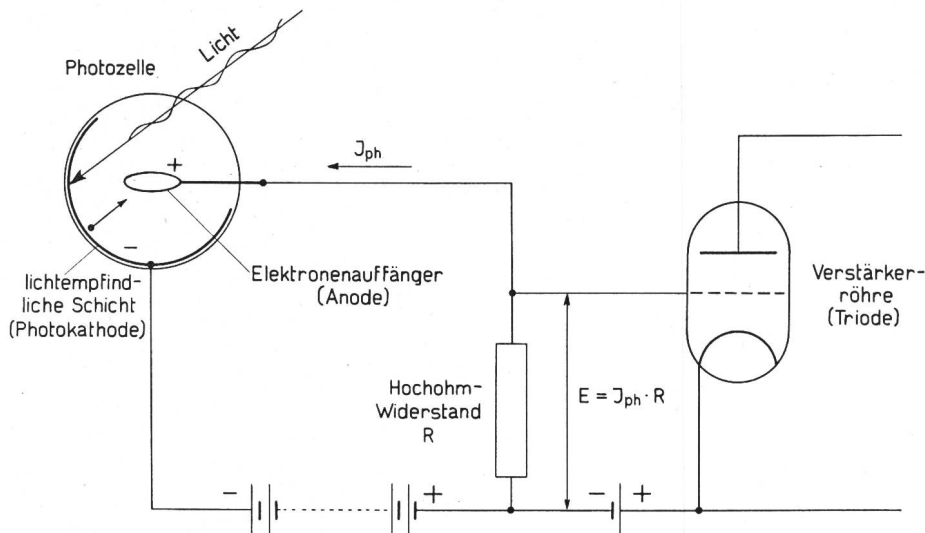 Licht
Photozelle
J_ph
+
-
lichtempfind-
liche Schicht
(Photokathode)
Elektronenauffänger
(Anode)
Verstärker-
röhre
(Triode)
Hochohm-
Widerstand
R
E = J_ph · R
-
+
-
+